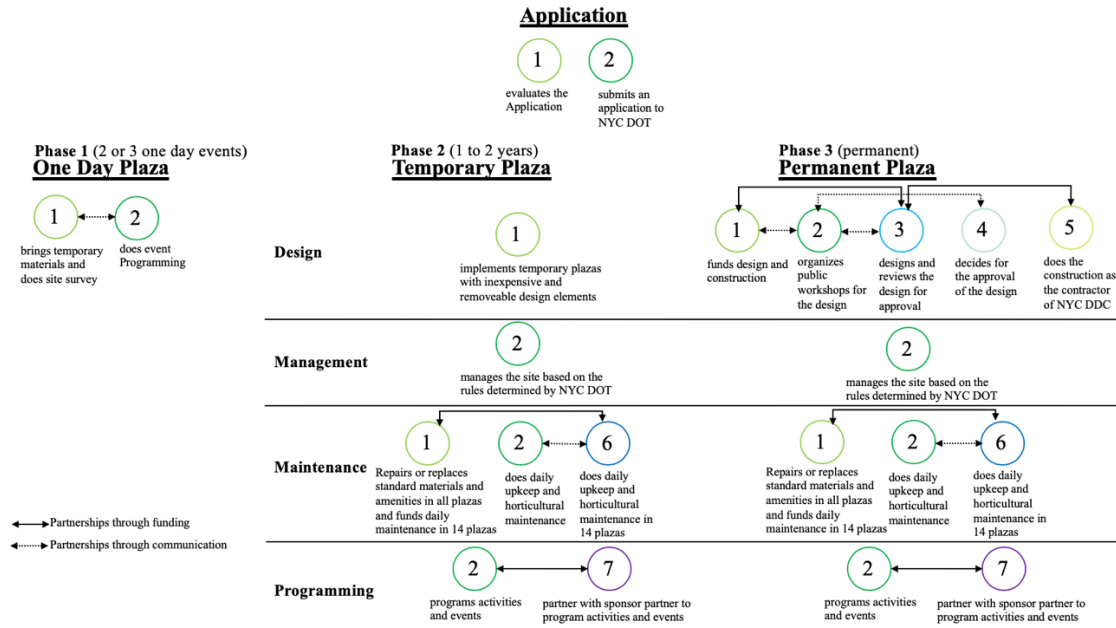 Application
1
2
evaluates the
Application
submits an
application to
NYC DOT
Phase 1 (2 or 3 one day events)
One Day Plaza
1
2
brings temporary
materials and
does site survey
does event
Programming
Phase 2 (1 to 2 years)
Temporary Plaza
Phase 3 (permanent)
Permanent Plaza
Design
1
implements temporary plazas
with inexpensive and
removeable design elements
1
2
3
4
5
funds design and
construction
organizes
public
workshops for
the design
designs and
reviews the
design for
approval
decides for
the approval
of the design
does the
construction as
the contractor
of NYC DDC
Management
2
manages the site based on the
rules determined by NYC DOT
2
manages the site based on the
rules determined by NYC DOT
Maintenance
1
2
6
Repairs or replaces
standard materials and
amenities in all plazas
and funds daily
maintenance in 14 plazas
does daily
upkeep and
horticultural
maintenance
does daily
upkeep and
horticultural
maintenance in
14 plazas
1
2
6
Repairs or replaces
standard materials and
amenities in all plazas
and funds daily
maintenance in 14 plazas
does daily
upkeep and
horticultural
maintenance
does daily
upkeep and
horticultural
maintenance in
14 plazas
Partnerships through funding
Partnerships through communication
Programming
2
7
programs activities
and events
partner with sponsor partner to
program activities and events
2
7
programs activities
and events
partner with sponsor partner to
program activities and events